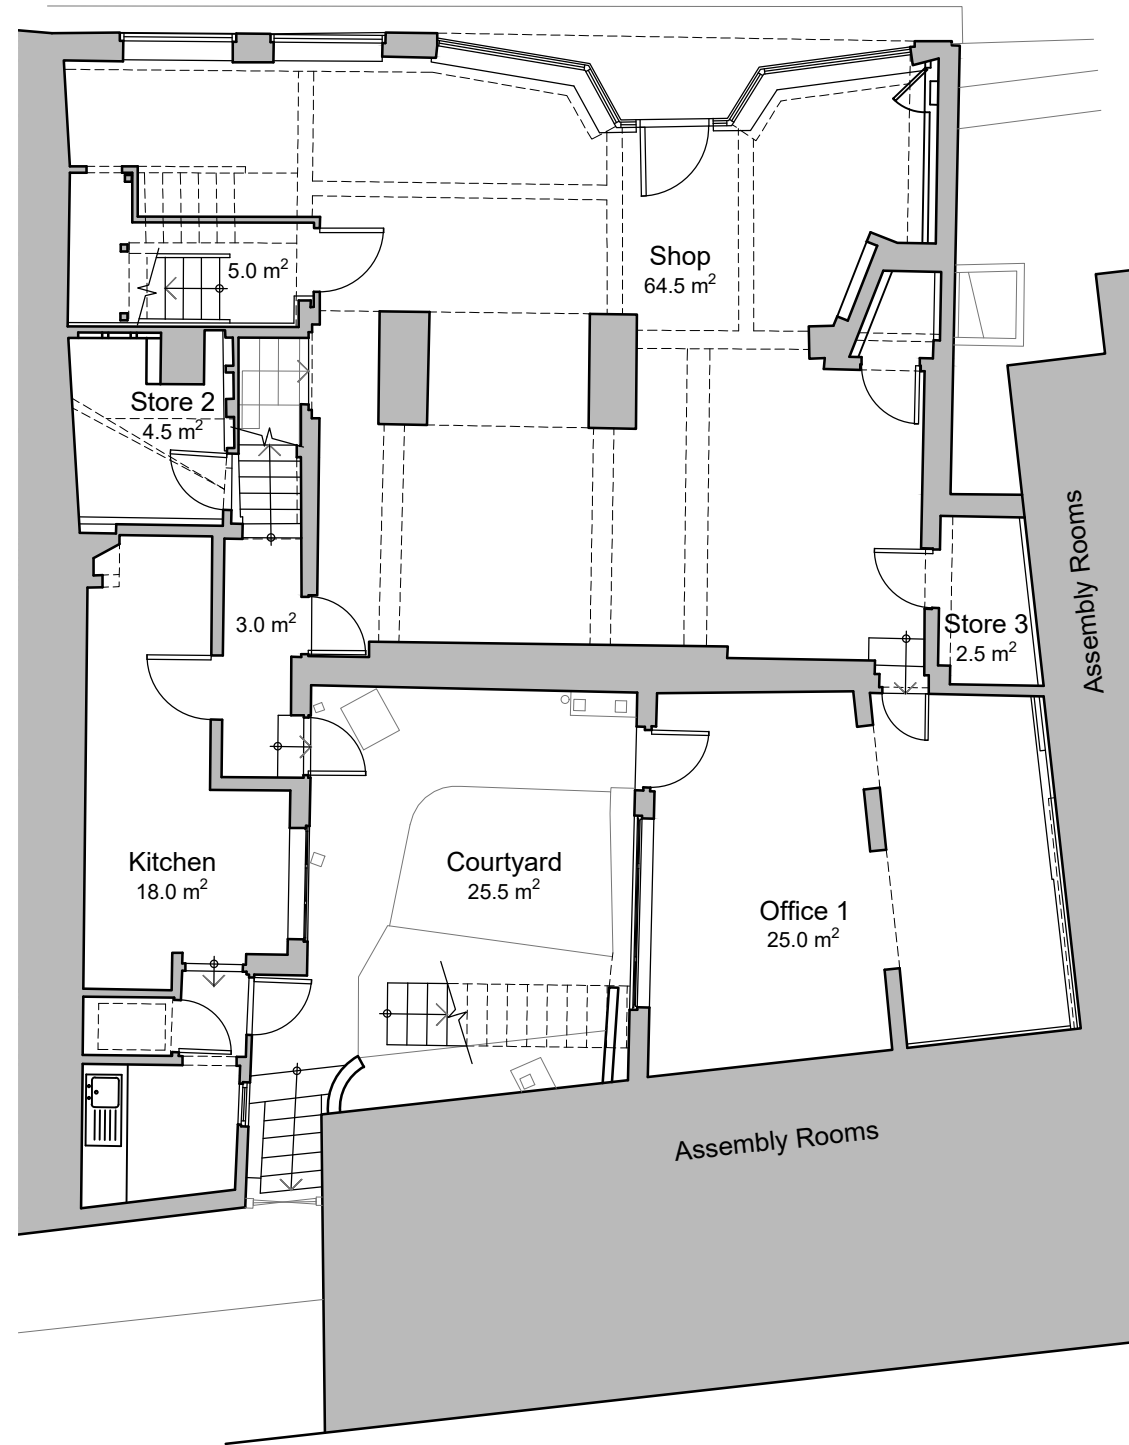 Shop
64.5 m²
5.0 m²
Store 2
4.5 m²
Assembly Rooms
3.0 m²
Store 3
2.5 m²
Kitchen
18.0 m²
Courtyard
25.5 m²
Office 1
25.0 m²
Assembly Rooms